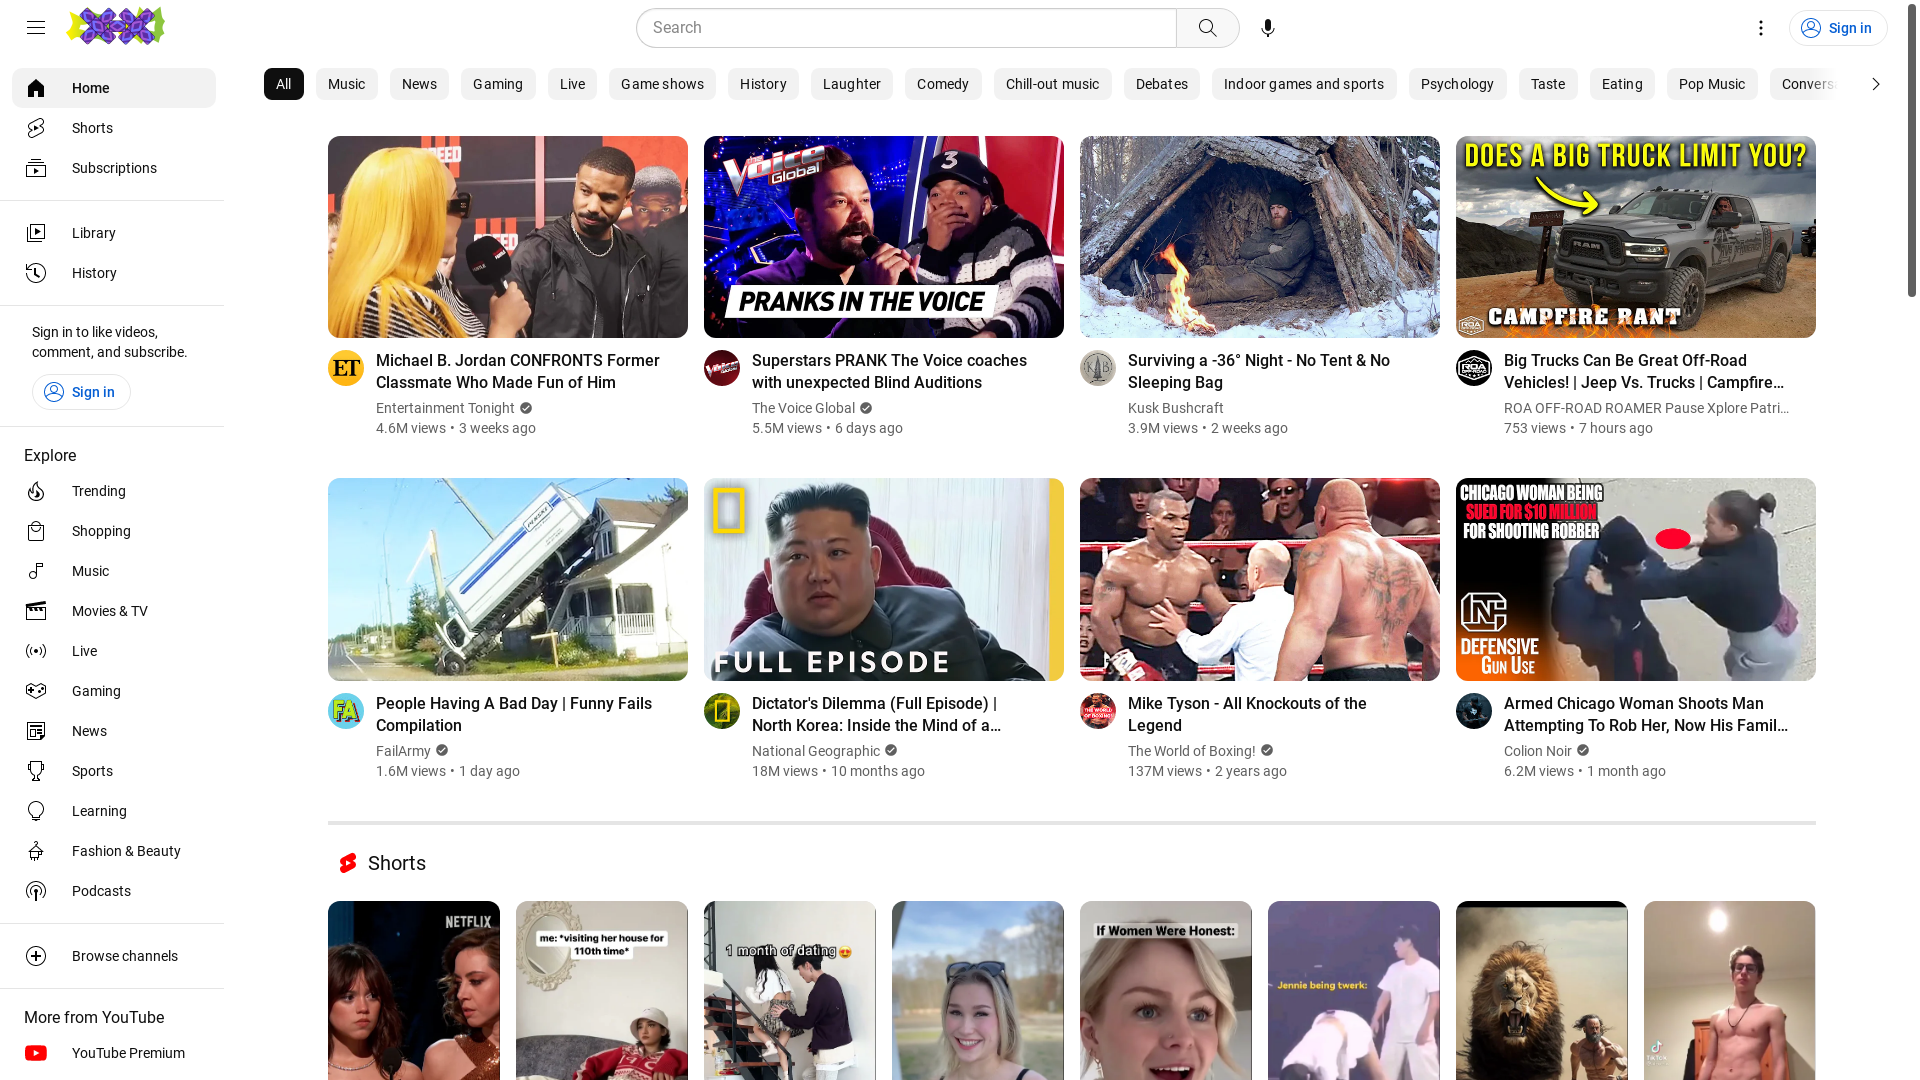 Search
Sign in
Home
Shorts
Subscriptions
Library
History
Sign in to like videos,
comment, and subscribe.
Sign in
Explore
Trending
Shopping
Music
Movies & TV
Live
Gaming
News
Sports
Learning
Fashion & Beauty
Podcasts
Browse channels
More from YouTube
YouTube Premium
All
Music
News
Gaming
Live
Game shows
History
Laughter
Comedy
Chill-out music
Debates
Indoor games and sports
Psychology
Taste
Eating
Pop Music
Conversa
ET
Michael B. Jordan CONFRONTS Former
Classmate Who Made Fun of Him
Entertainment Tonight
4.6M views • 3 weeks ago
the Voice
Global
3
PRANKS IN THE VOICE
Superstars PRANK The Voice coaches
with unexpected Blind Auditions
The Voice Global
5.5M views • 6 days ago
Surviving a -36° Night - No Tent & No
Sleeping Bag
Kusk Bushcraft
3.9M views • 2 weeks ago
DOES A BIG TRUCK LIMIT YOU?
RAM
ROA
CAMPFIRE RANT
ROA
Big Trucks Can Be Great Off-Road
Vehicles! | Jeep Vs. Trucks | Campfire...
ROA OFF-ROAD ROAMER Pause Xplore Patri...
753 views • 7 hours ago
PENSKE
FA
People Having A Bad Day | Funny Fails
Compilation
FailArmy
1.6M views • 1 day ago
FULL EPISODE
Dictator's Dilemma (Full Episode) |
North Korea: Inside the Mind of a...
National Geographic
18M views • 10 months ago
THE WORLD
OF BOXING!
Mike Tyson - All Knockouts of the
Legend
The World of Boxing!
137M views • 2 years ago
CHICAGO WOMAN BEING
SUED FOR $10 MILLION
FOR SHOOTING ROBBER
DEFENSIVE
GUN USE
Armed Chicago Woman Shoots Man
Attempting To Rob Her, Now His Famil...
Colion Noir
6.2M views • 1 month ago
Shorts
NETFLIX
me: *visiting her house for
110th time*
1 month of dating
If Women Were Honest:
Jennie being twerk:
TikTok